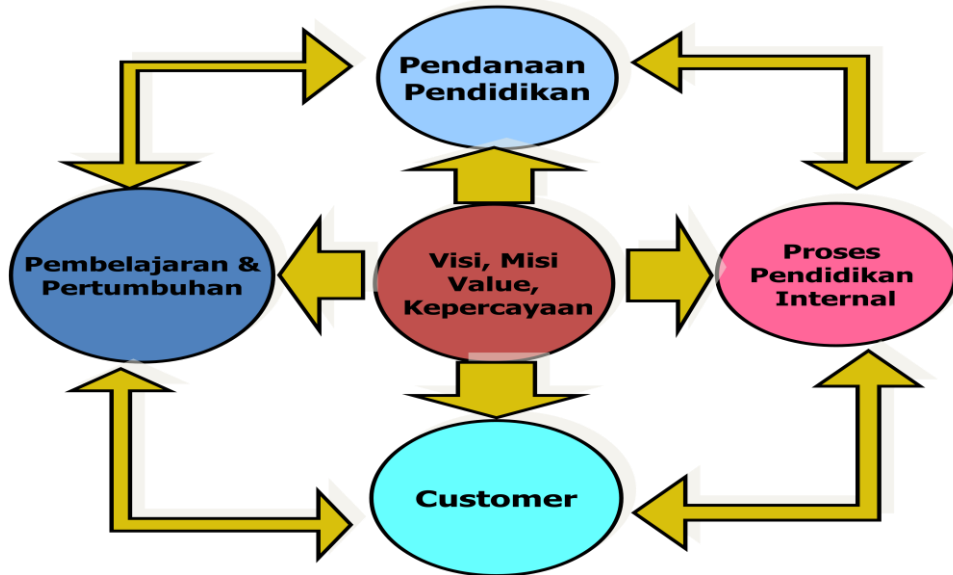 Pendanaan
Pendidikan
Pembelajaran &
Pertumbuhan
Visi, Misi
Value,
Kepercayaan
Proses
Pendidikan
Internal
Customer